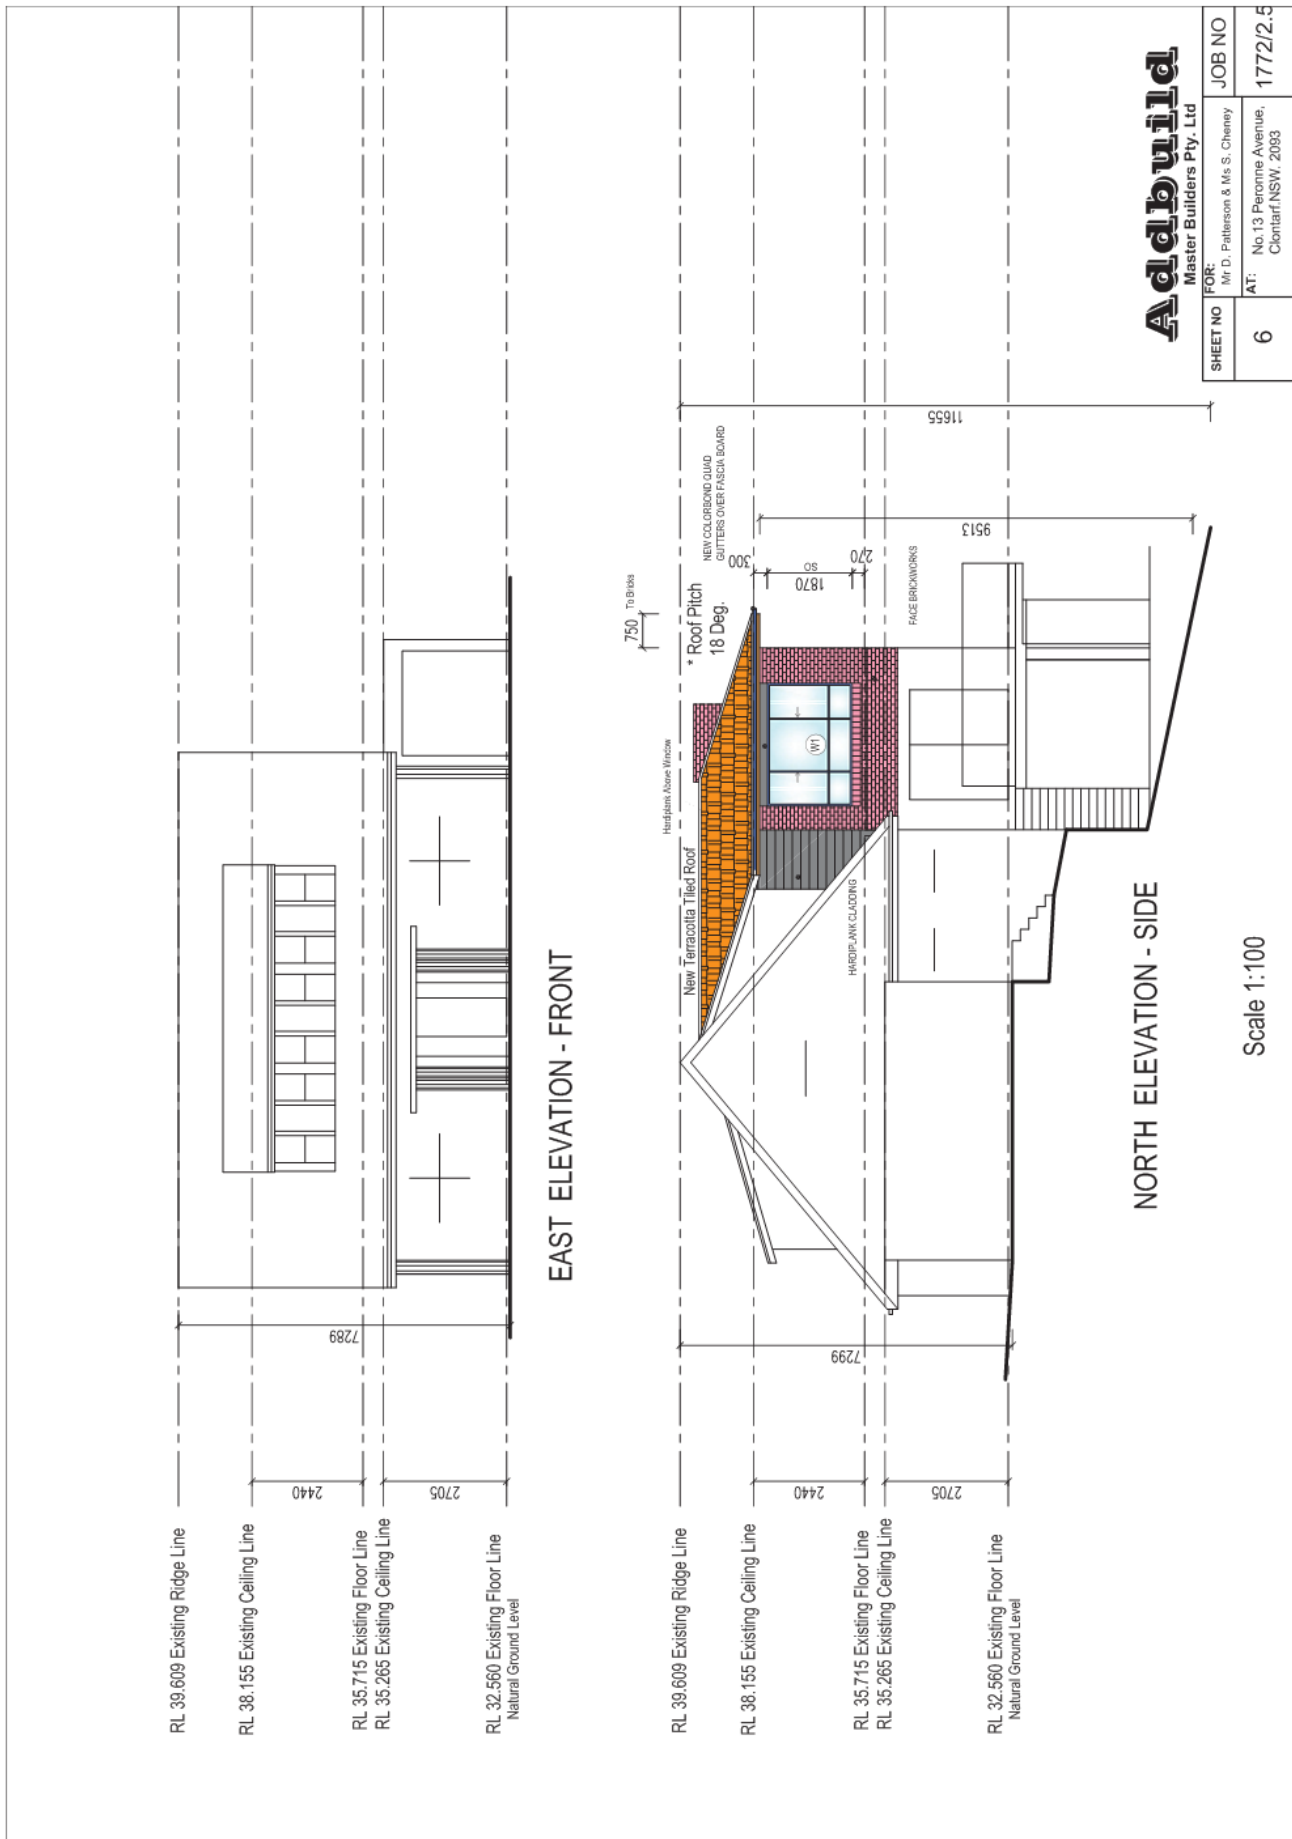 RL 39.609 Existing Ridge Line
RL 38.155 Existing Ceiling Line
RL 35.715 Existing Floor Line
RL 35.265 Existing Ceiling Line
RL 32.560 Existing Floor Line
Natural Ground Level
2440
2705
7289
EAST ELEVATION - FRONT
RL 39.609 Existing Ridge Line
RL 38.155 Existing Ceiling Line
RL 35.715 Existing Floor Line
RL 35.265 Existing Ceiling Line
RL 32.560 Existing Floor Line
Natural Ground Level
2440
2705
7299
New Terracotta Tiled Roof
Hardiplank Above Window
HARDIPLANK CLADDING
W1
750
To Bricks
* Roof Pitch
18 Deg.
NEW COLORBOND QUAD
GUTTERS OVER FASCIA BOARD
300
SO
1870
270
FACE BRICKWORKS
9513
11655
NORTH ELEVATION - SIDE
Scale 1:100
Addbuild
Master Builders Pty. Ltd
SHEET NO
6
FOR:
Mr D. Patterson & Ms S. Cheney
AT:
No.13 Peronne Avenue,
Clontarf.NSW. 2093
JOB NO
1772/2.5